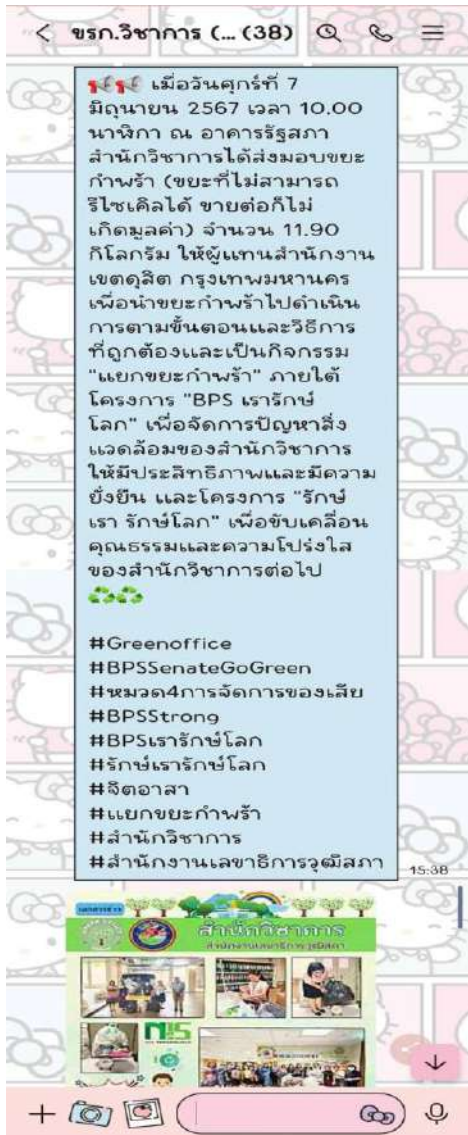 ขรก.วิชาการ (... (38)
เมื่อวันศุกร์ที่ 7
มิถุนายน 2567 เวลา 10.00
นาฬิกา ณ อาคารรัฐสภา
สำนักวิชาการได้ส่งมอบขยะ
กำพร้า (ขยะที่ไม่สามารถ
รีไซเคิลได้ ขายต่อก็ไม่
เกิดมูลค่า) จำนวน 11.90
กิโลกรัม ให้ผู้แทนสำนักงาน
เขตดุสิต กรุงเทพมหานคร
เพื่อนำขยะกำพร้าไปดำเนิน
การตามขั้นตอนและวิธีการ
ที่ถูกต้องและเป็นกิจกรรม
"แยกขยะกำพร้า" ภายใต้
โครงการ "BPS เรารักษ์
โลก" เพื่อจัดการปัญหาสิ่ง
แวดล้อมของสำนักวิชาการ
ให้มีประสิทธิภาพและมีความ
ยั่งยืน และโครงการ "รักษ์
เรา รักษ์โลก" เพื่อขับเคลื่อน
คุณธรรมและความโปร่งใส
ของสำนักวิชาการต่อไป
#Greenoffice
#BPSSenateGoGreen
#หมวด4การจัดการของเสีย
#BPSStrong
#BPSเรารักษ์โลก
#รักษ์เรารักษ์โลก
#จิตอาสา
#แยกขยะกำพร้า
#สำนักวิชาการ
#สำนักงานเลขาธิการวุฒิสภา
15:38
สำนักวิชาการ
สำนักงานเลขาธิการวุฒิสภา